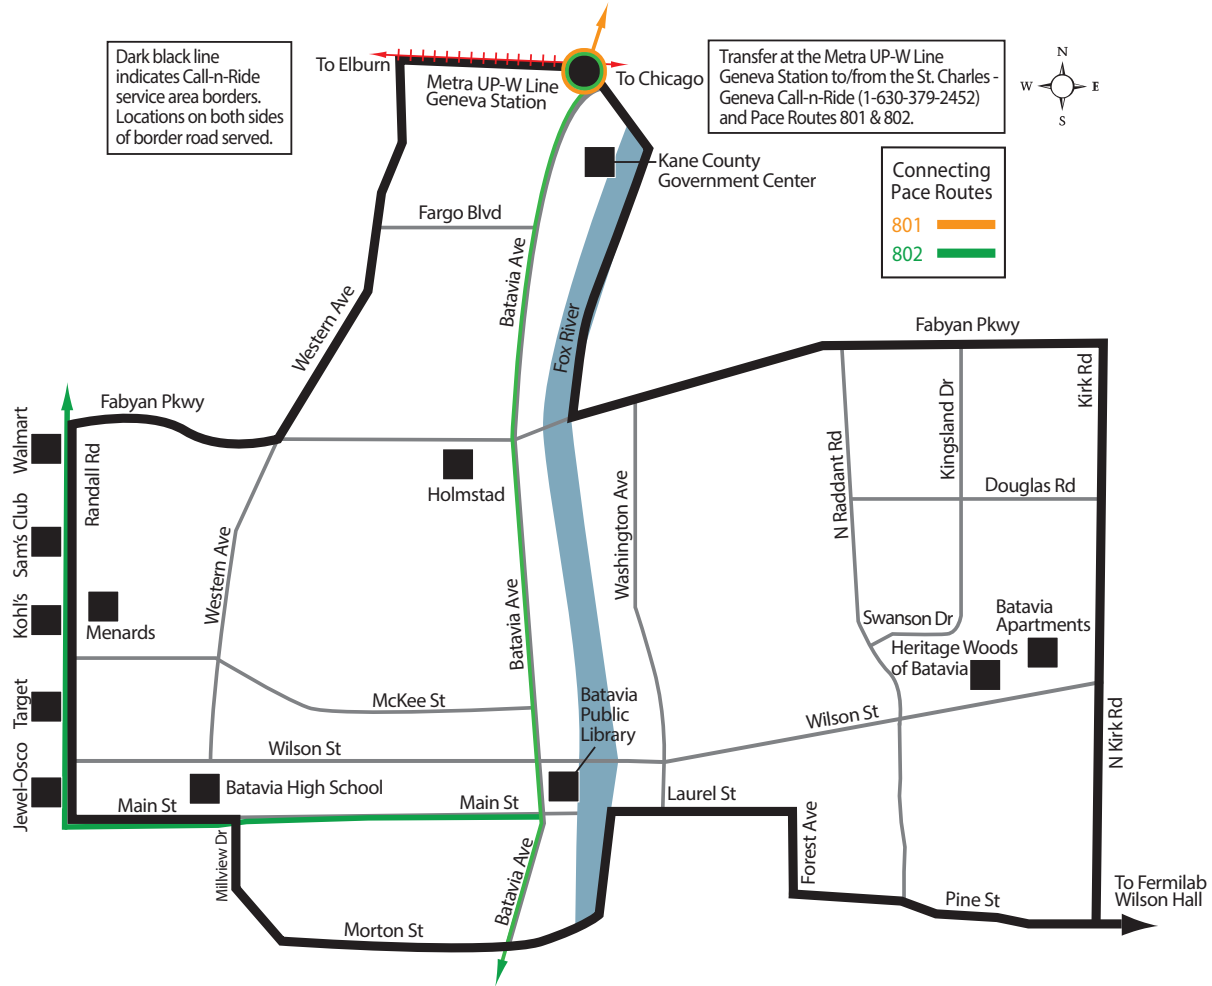 Dark black line
indicates Call-n-Ride
service area borders.
Locations on both sides
of border road served.
To Elburn
Metra UP-W Line
Geneva Station
To Chicago
Transfer at the Metra UP-W Line
Geneva Station to/from the St. Charles -
Geneva Call-n-Ride (1-630-379-2452)
and Pace Routes 801 & 802.
N
W
E
S
Connecting
Pace Routes
801
802
Kane County
Government Center
Fargo Blvd
Batavia Ave
Western Ave
Fox River
Fabyan Pkwy
Fabyan Pkwy
Kirk Rd
Kingsland Dr
N Raddant Rd
Douglas Rd
Walmart
Randall Rd
Holmstad
Washington Ave
Sam's Club
Western Ave
Batavia Ave
Kohl's
Menards
Swanson Dr
Batavia
Apartments
Heritage Woods
of Batavia
Target
McKee St
Batavia
Public
Library
Wilson St
N Kirk Rd
Wilson St
Jewel-Osco
Batavia High School
Main St
Main St
Laurel St
Millview Dr
Batavia Ave
Forest Ave
Morton St
Pine St
To Fermilab
Wilson Hall